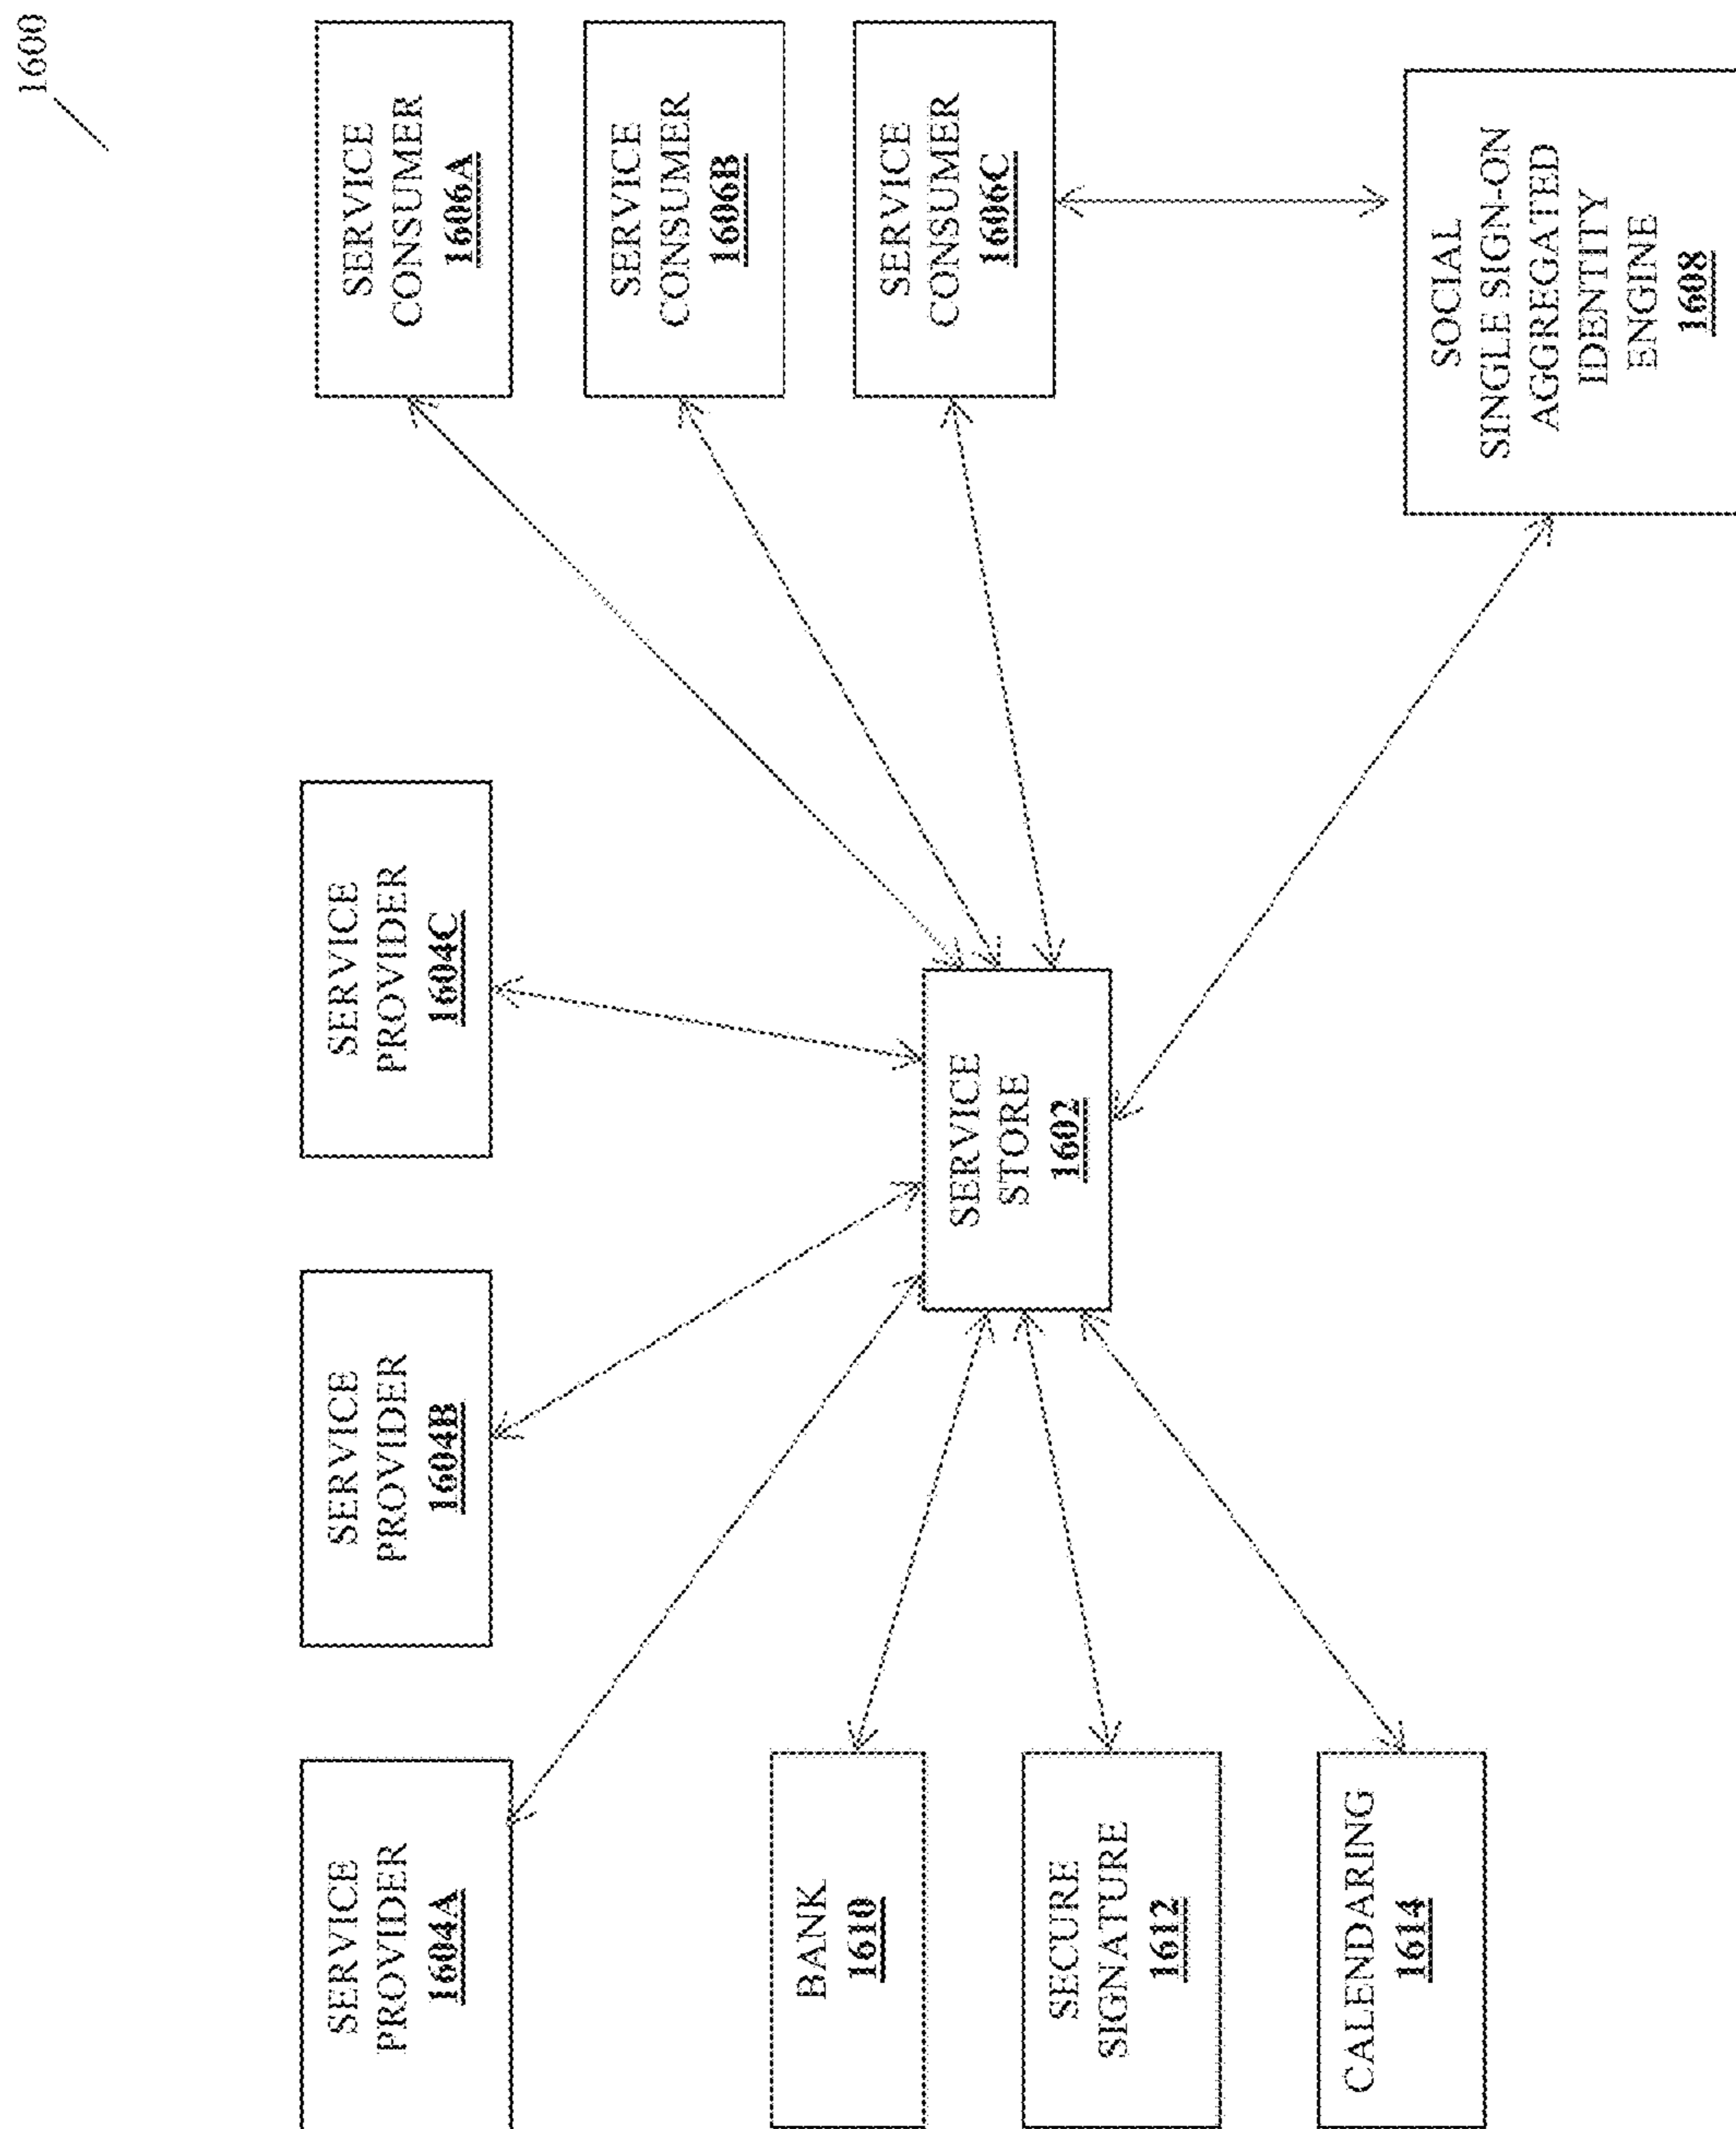 1600
SERVICE
PROVIDER
1604A
SERVICE
PROVIDER
1604B
SERVICE
PROVIDER
1604C
SERVICE
CONSUMER
1606A
SERVICE
CONSUMER
1606B
SERVICE
CONSUMER
1606C
BANK
1610
SERVICE
STORE
1602
SECURE
SIGNATURE
1612
CALENDARING
1614
SOCIAL
SINGLE SIGN-ON
AGGREGATED
IDENTITY
ENGINE
1608